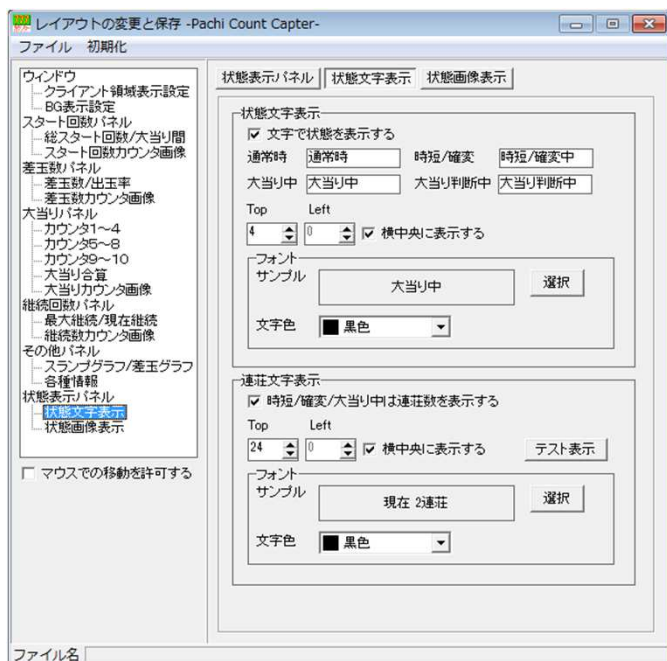 レイアウトの変更と保存 -Pachi Count Capter-
ファイル 初期化
ウィンドウ
クライアント領域表示設定
BG表示設定
スタート回数パネル
総スタート回数/大当り間
スタート回数カウンタ画像
差玉数パネル
差玉数/出玉率
差玉数カウンタ画像
大当りパネル
カウンタ1～4
カウンタ5～8
カウンタ9～10
大当り合算
大当りカウンタ画像
継続回数パネル
最大継続/現在継続
継続数カウンタ画像
その他パネル
スランプグラフ/差玉グラフ
各種情報
状態表示パネル
状態文字表示
状態画像表示
マウスでの移動を許可する
状態表示パネル 状態文字表示 状態画像表示
状態文字表示
文字で状態を表示する
通常時 通常時 時短/確変 時短/確変中
大当り中 大当り中 大当り判断中 大当り判断中
Top Left
4 0 横中央に表示する
フォント
サンプル 大当り中 選択
文字色 黒色
連荘文字表示
時短/確変/大当り中は連荘数を表示する
Top Left
24 0 横中央に表示する テスト表示
フォント
サンプル 現在 2連荘 選択
文字色 黒色
ファイル名